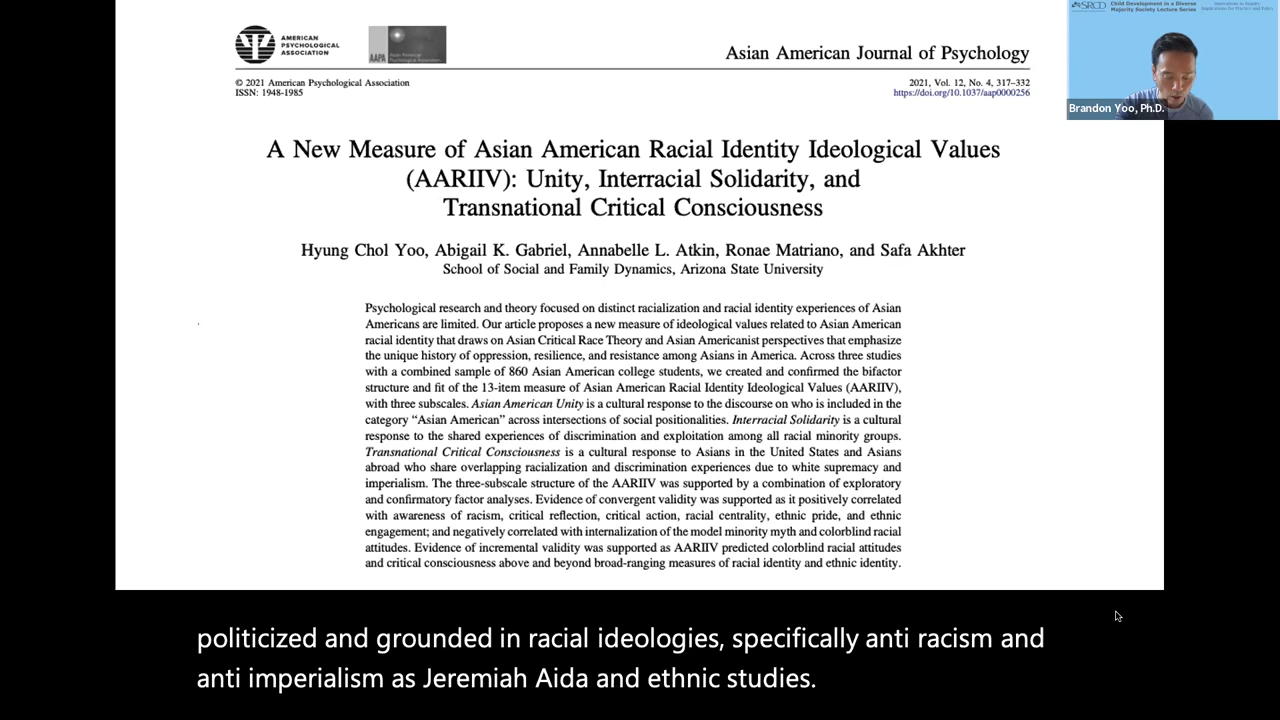 AMERICAN
PSYCHOLOGICAL
ASSOCIATION
AAPA
Asian American Journal of Psychology
© 2021 American Psychological Association
ISSN: 1948-1985
2021, Vol. 12, No. 4, 317–332
https://doi.org/10.1037/aap0000256
SRCD
Child Development in a Diverse
Majority Society Lecture Series
Brandon Yoo, Ph.D.
A New Measure of Asian American Racial Identity Ideological Values
(AARIIV): Unity, Interracial Solidarity, and
Transnational Critical Consciousness
Hyung Chol Yoo, Abigail K. Gabriel, Annabelle L. Atkin, Ronae Matriano, and Safa Akhter
School of Social and Family Dynamics, Arizona State University
Psychological research and theory focused on distinct racialization and racial identity experiences of Asian
Americans are limited. Our article proposes a new measure of ideological values related to Asian American
racial identity that draws on Asian Critical Race Theory and Asian Americanist perspectives that emphasize
the unique history of oppression, resilience, and resistance among Asians in America. Across three studies
with a combined sample of 860 Asian American college students, we created and confirmed the bifactor
structure and fit of the 13-item measure of Asian American Racial Identity Ideological Values (AARIIV),
with three subscales. Asian American Unity is a cultural response to the discourse on who is included in the
category “Asian American” across intersections of social positionalities. Interracial Solidarity is a cultural
response to the shared experiences of discrimination and exploitation among all racial minority groups.
Transnational Critical Consciousness is a cultural response to Asians in the United States and Asians
abroad who share overlapping racialization and discrimination experiences due to white supremacy and
imperialism. The three-subscale structure of the AARIIV was supported by a combination of exploratory
and confirmatory factor analyses. Evidence of convergent validity was supported as it positively correlated
with awareness of racism, critical reflection, critical action, racial centrality, ethnic pride, and ethnic
engagement; and negatively correlated with internalization of the model minority myth and colorblind racial
attitudes. Evidence of incremental validity was supported as AARIIV predicted colorblind racial attitudes
and critical consciousness above and beyond broad-ranging measures of racial identity and ethnic identity.
politicized and grounded in racial ideologies, specifically anti racism and
anti imperialism as Jeremiah Aida and ethnic studies.